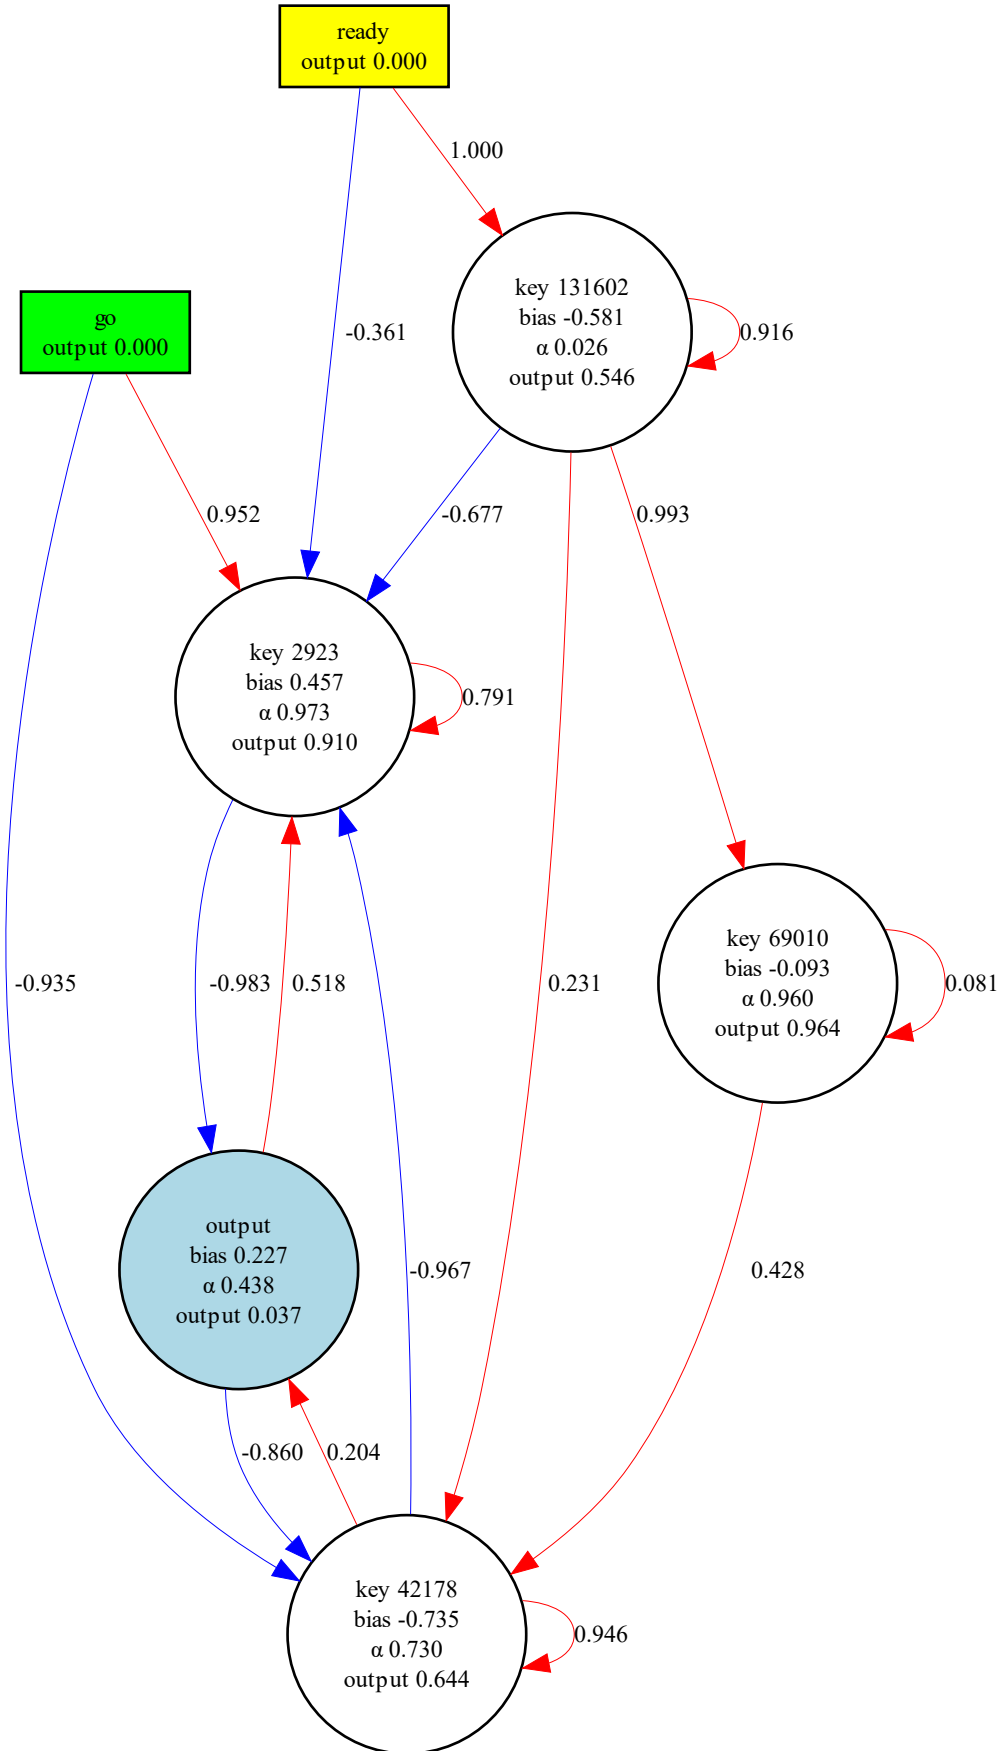 ready
output 0.000
1.000
key 131602
bias -0.581
α 0.026
output 0.546
0.916
go
output 0.000
-0.361
0.952
-0.677
0.993
key 2923
bias 0.457
α 0.973
output 0.910
0.791
key 69010
bias -0.093
α 0.960
output 0.964
0.081
-0.935
-0.983
0.518
0.231
output
bias 0.227
α 0.438
output 0.037
-0.967
0.428
-0.860
0.204
key 42178
bias -0.735
α 0.730
output 0.644
0.946